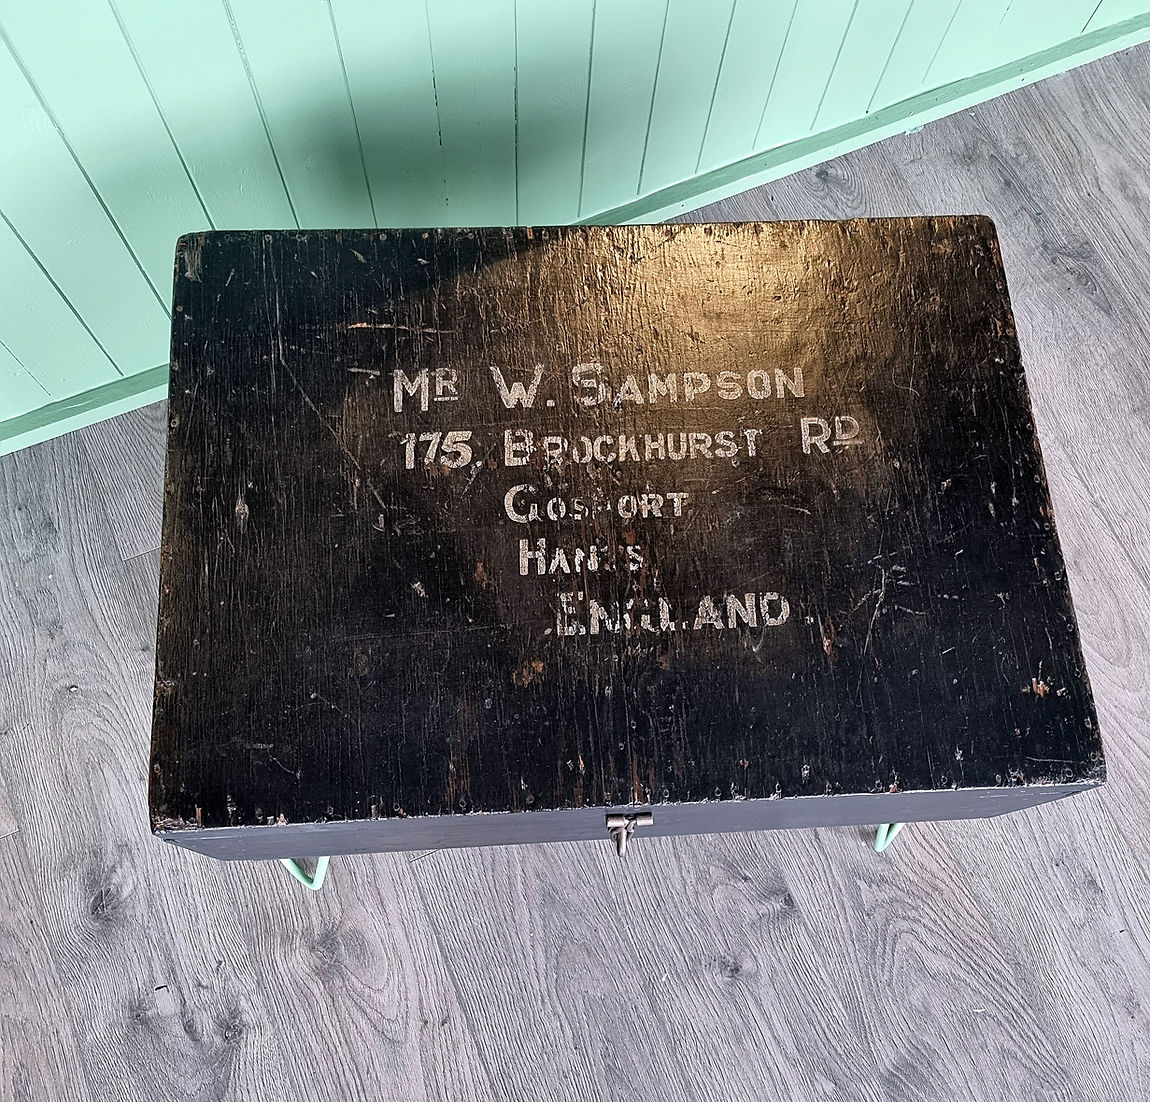 Mr W. Sampson
175, Brockhurst Rd
Gosport
Hants
England